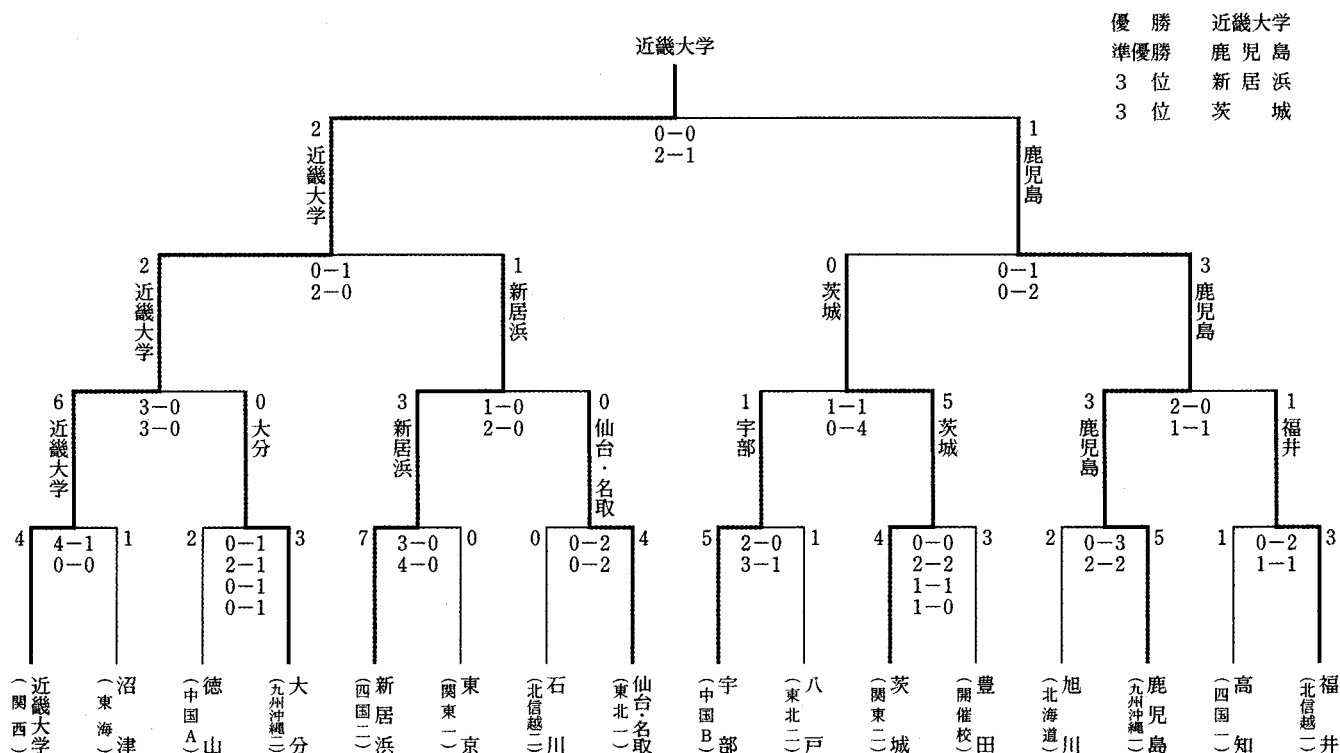 優勝 近畿大学
準優勝 鹿児島
3位 新居浜
3位 茨城
近畿大学
2 0−0 1
2−1
近畿大学 鹿児島
2 0−1 1 0 0−1 3
2−0 0−2
近畿大学 新居浜 茨城 鹿児島
6 3−0 0 3 1−0 0 1 1−1 5 3 2−0 1
3−0 2−0 0−4 1−1
近畿大学 大分 新居浜 仙台・名取 宇部 茨城 鹿児島 福井
4 4−1 1 2 0−1 3 7 3−0 0 0 0−2 4 5 2−0 1 4 0−0 3 2 0−3 5 1 0−2 3
0−0 2−1 4−0 0−2 3−1 2−2 2−2 1−1
0−1 1−1
0−1 1−0
近畿大学(関西)
沼津(東海)
徳山(中国A)
大分(九州沖縄二)
新居浜(四国二)
東京(関東一)
石川(北信越二)
仙台・名取(東北一)
宇部(中国B)
八戸(東北二)
茨城(関東二)
豊田(開催校)
旭川(北海道)
鹿児島(九州沖縄一)
高知(四国一)
福井(北信越一)